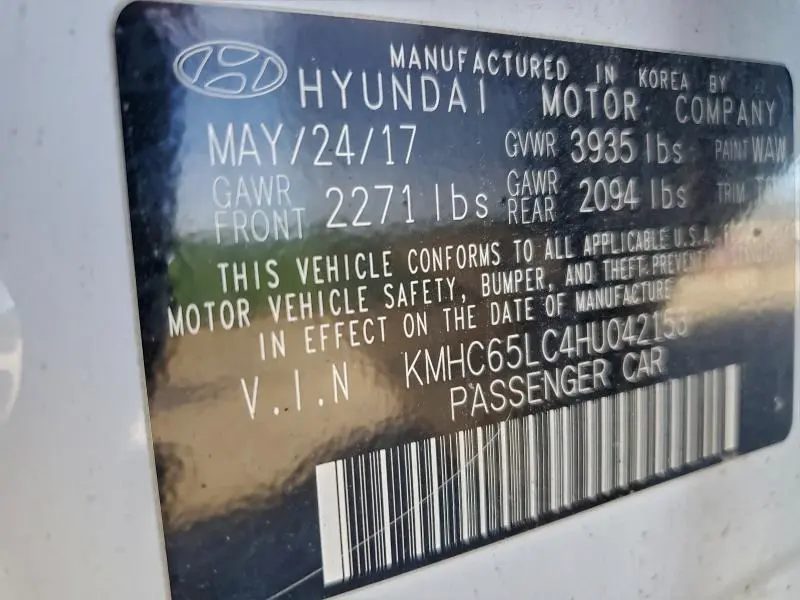 MANUFACTURED IN KOREA BY
HYUNDAI MOTOR COMPANY
MAY/24/17 GVWR 3935 lbs PAINT WAW
GAWR FRONT 2271 lbs GAWR REAR 2094 lbs TRIM
THIS VEHICLE CONFORMS TO ALL APPLICABLE U.S.A.
MOTOR VEHICLE SAFETY, BUMPER, AND THEFT PREVENTION
IN EFFECT ON THE DATE OF MANUFACTURE
V.I.N KMHC65LC4HU042153
PASSENGER CAR